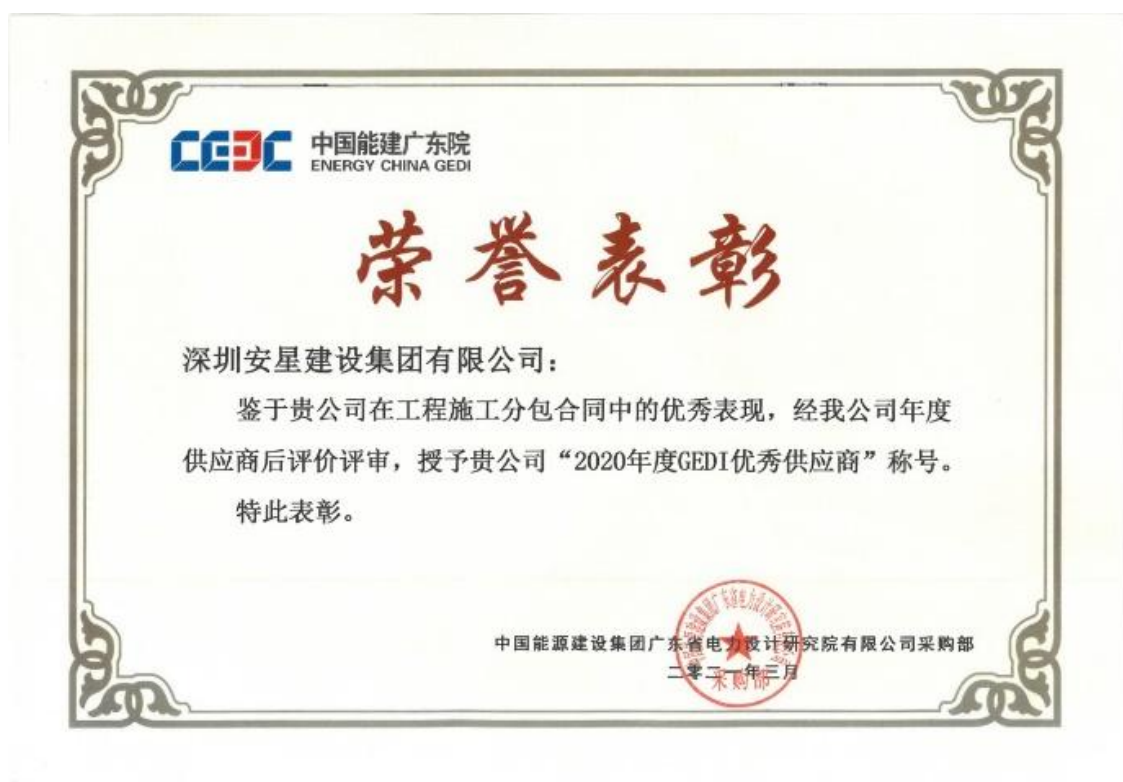 CEEC 中国能建广东院
ENERGY CHINA GEDI
荣誉表彰
深圳安星建设集团有限公司：
鉴于贵公司在工程施工分包合同中的优秀表现，经我公司年度
供应商后评价评审，授予贵公司“2020年度GEDI优秀供应商”称号。
特此表彰。
中国能源建设集团广东省电力设计研究院有限公司采购部
二零二一年三月
采购部